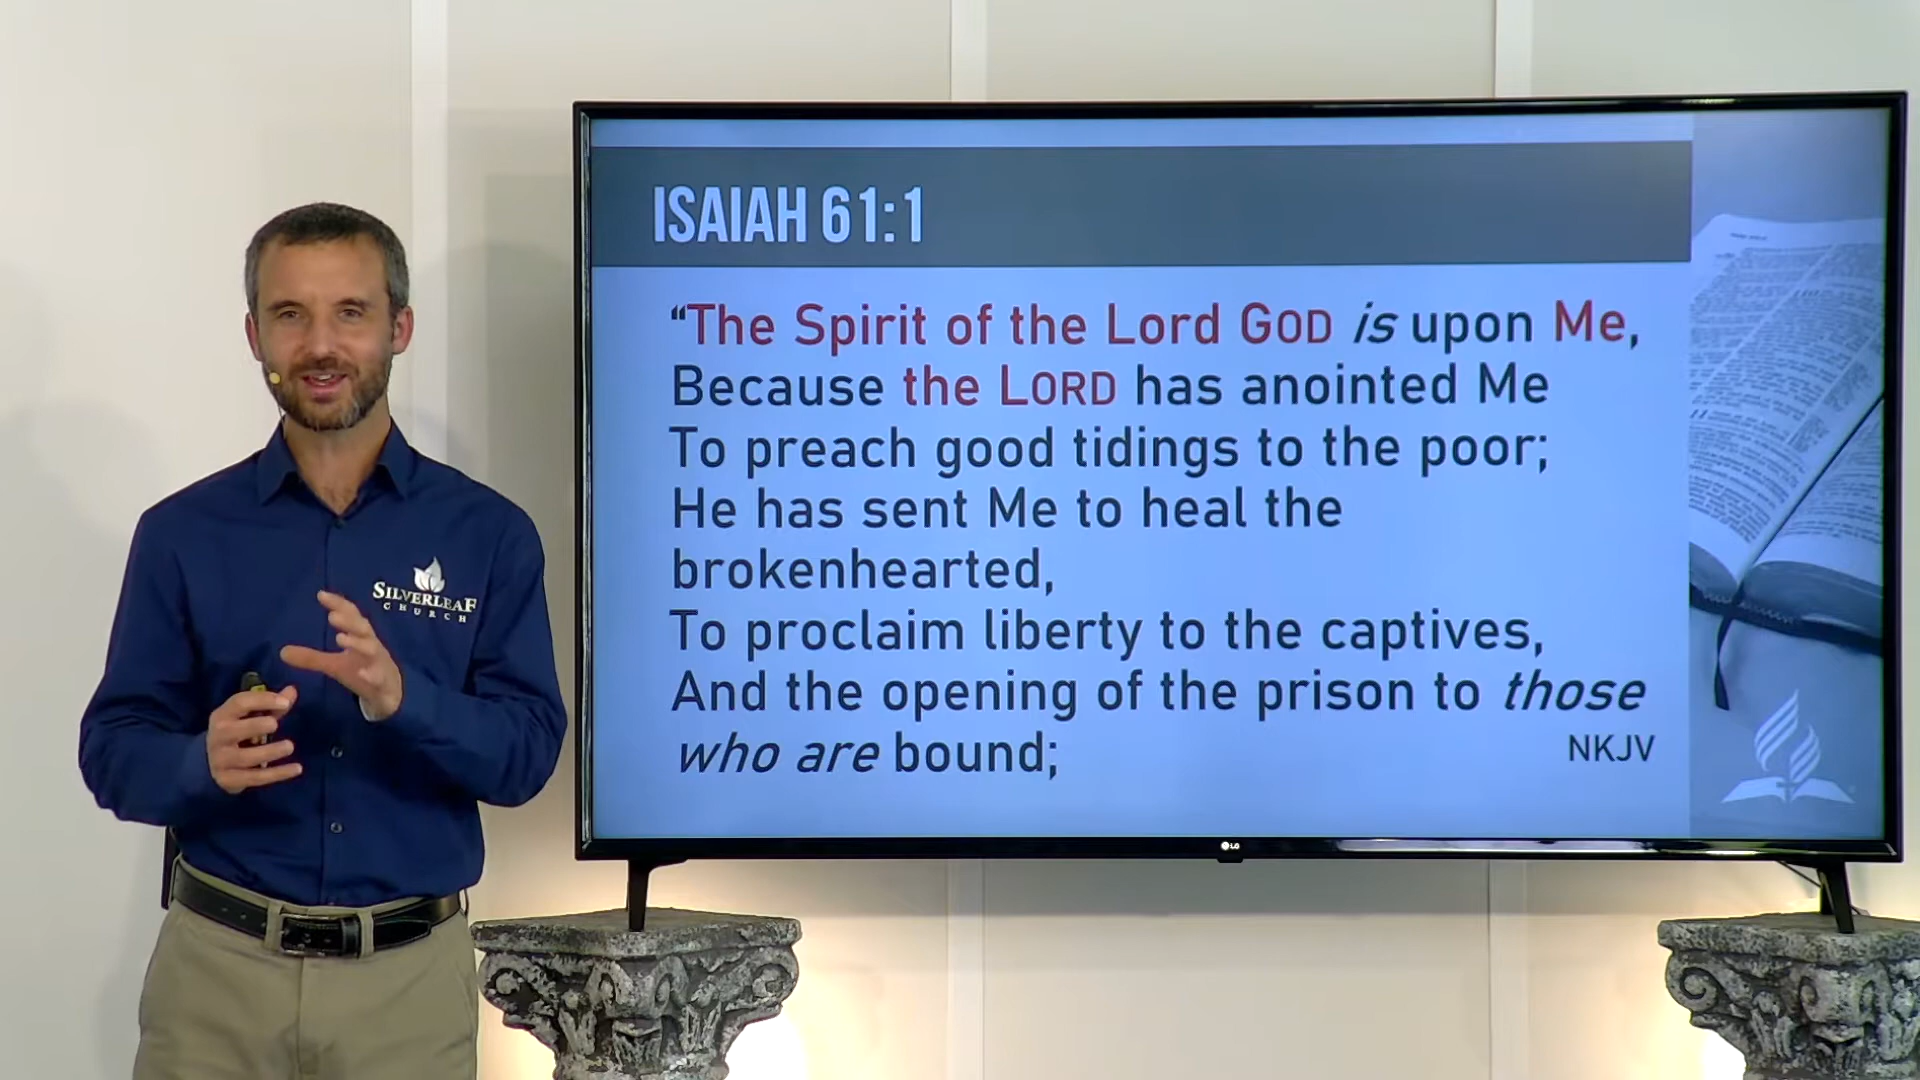 ISAIAH 61:1
“The Spirit of the Lord GOD is upon Me,
Because the LORD has anointed Me
To preach good tidings to the poor;
He has sent Me to heal the
brokenhearted,
To proclaim liberty to the captives,
And the opening of the prison to those
who are bound;
NKJV
SILVERLEAF
CHURCH
LG